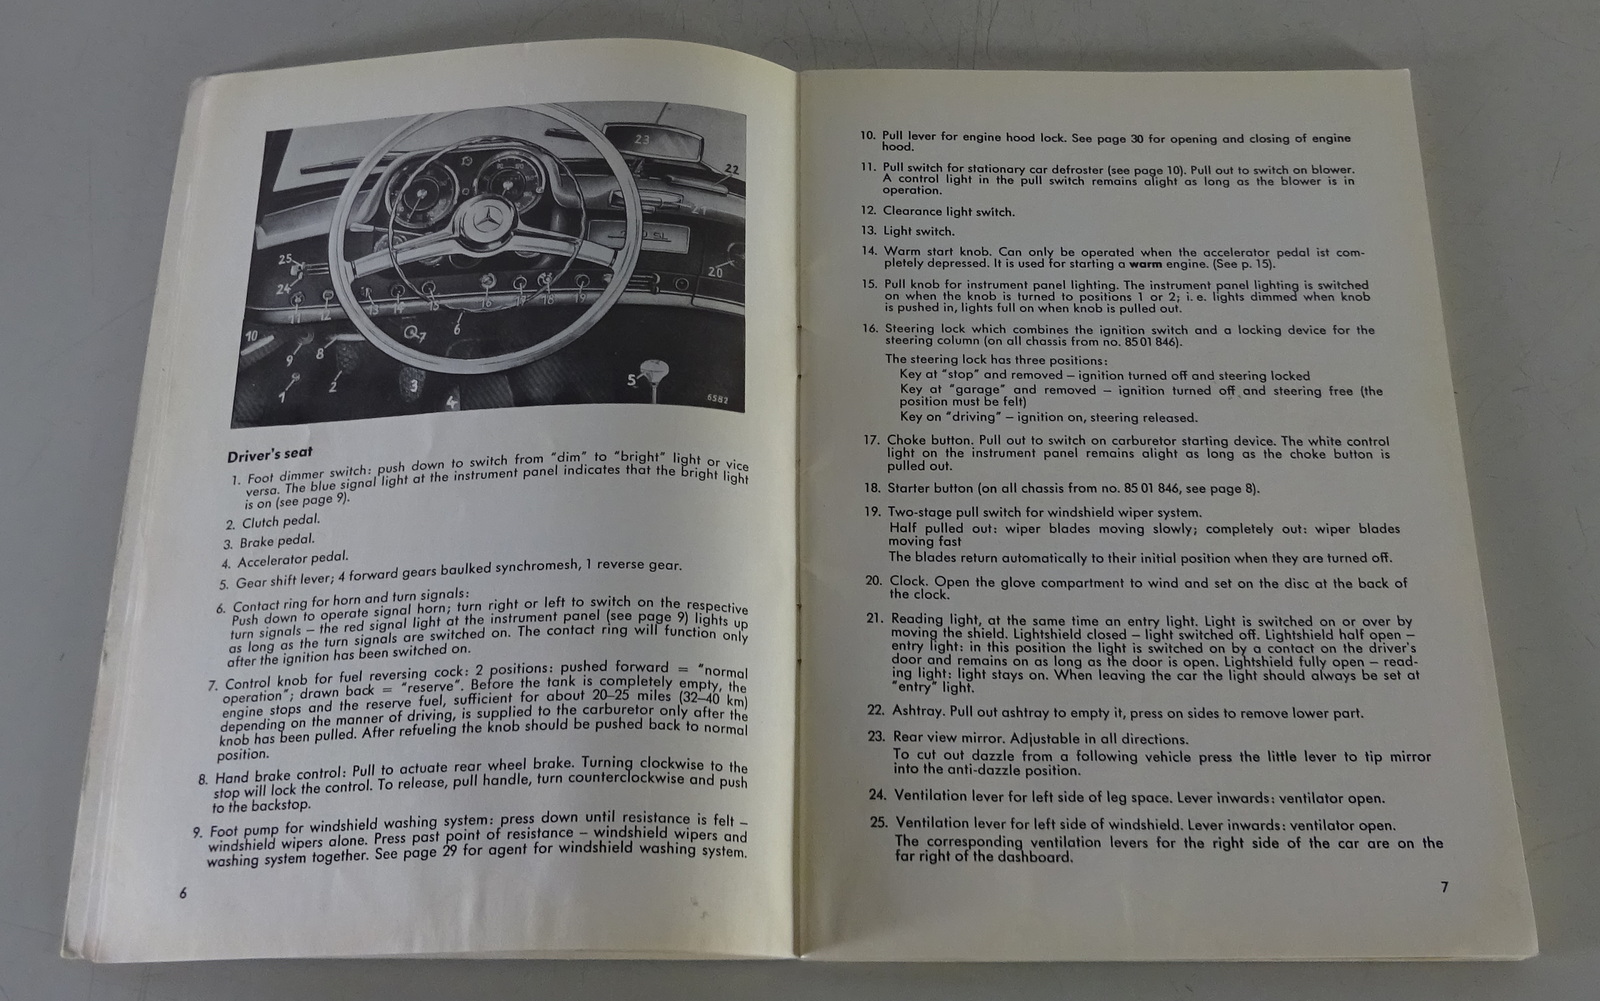 23
22
21
SL
20
25
24
11
12
13
14
15
16
17
18
19
10
9
8
7
6
1
2
3
4
5
6582
Driver's seat
1. Foot dimmer switch: push down to switch from "dim" to "bright" light or vice
versa. The blue signal light at the instrument panel indicates that the bright light
is on (see page 9).
2. Clutch pedal.
3. Brake pedal.
4. Accelerator pedal.
5. Gear shift lever; 4 forward gears baulked synchromesh, 1 reverse gear.
6. Contact ring for horn and turn signals:
Push down to operate signal horn; turn right or left to switch on the respective
turn signals – the red signal light at the instrument panel (see page 9) lights up
as long as the turn signals are switched on. The contact ring will function only
after the ignition has been switched on.
7. Control knob for fuel reversing cock: 2 positions: pushed forward = "normal
operation"; drawn back = "reserve". Before the tank is completely empty, the
engine stops and the reserve fuel, sufficient for about 20–25 miles (32–40 km)
depending on the manner of driving, is supplied to the carburetor only after the
knob has been pulled. After refueling the knob should be pushed back to normal
position.
8. Hand brake control: Pull to actuate rear wheel brake. Turning clockwise to the
stop will lock the control. To release, pull handle, turn counterclockwise and push
to the backstop.
9. Foot pump for windshield washing system: press down until resistance is felt –
windshield wipers alone. Press past point of resistance – windshield wipers and
washing system together. See page 29 for agent for windshield washing system.
6
10. Pull lever for engine hood lock. See page 30 for opening and closing of engine
hood.
11. Pull switch for stationary car defroster (see page 10). Pull out to switch on blower.
A control light in the pull switch remains alight as long as the blower is in
operation.
12. Clearance light switch.
13. Light switch.
14. Warm start knob. Can only be operated when the accelerator pedal ist com-
pletely depressed. It is used for starting a warm engine. (See p. 15).
15. Pull knob for instrument panel lighting. The instrument panel lighting is switched
on when the knob is turned to positions 1 or 2; i. e. lights dimmed when knob
is pushed in, lights full on when knob is pulled out.
16. Steering lock which combines the ignition switch and a locking device for the
steering column (on all chassis from no. 85 01 846).
The steering lock has three positions:
Key at "stop" and removed – ignition turned off and steering locked
Key at "garage" and removed – ignition turned off and steering free (the
position must be felt)
Key on "driving" – ignition on, steering released.
17. Choke button. Pull out to switch on carburetor starting device. The white control
light on the instrument panel remains alight as long as the choke button is
pulled out.
18. Starter button (on all chassis from no. 85 01 846, see page 8).
19. Two-stage pull switch for windshield wiper system.
Half pulled out: wiper blades moving slowly; completely out: wiper blades
moving fast
The blades return automatically to their initial position when they are turned off.
20. Clock. Open the glove compartment to wind and set on the disc at the back of
the clock.
21. Reading light, at the same time an entry light. Light is switched on or over by
moving the shield. Lightshield closed – light switched off. Lightshield half open –
entry light: in this position the light is switched on by a contact on the driver's
door and remains on as long as the door is open. Lightshield fully open – read-
ing light: light stays on. When leaving the car the light should always be set at
"entry" light.
22. Ashtray. Pull out ashtray to empty it, press on sides to remove lower part.
23. Rear view mirror. Adjustable in all directions.
To cut out dazzle from a following vehicle press the little lever to tip mirror
into the anti-dazzle position.
24. Ventilation lever for left side of leg space. Lever inwards: ventilator open.
25. Ventilation lever for left side of windshield. Lever inwards: ventilator open.
The corresponding ventilation levers for the right side of the car are on the
far right of the dashboard.
7